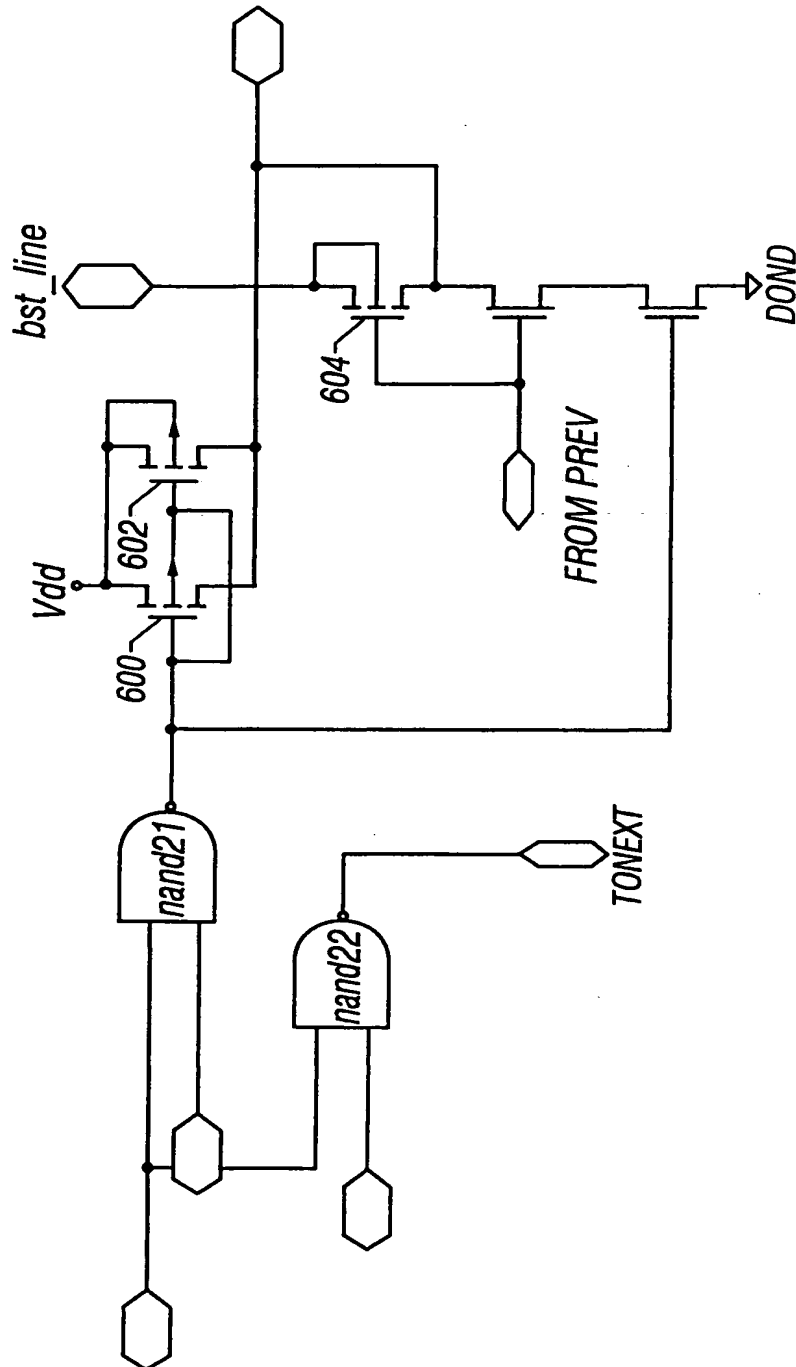 bst_line
Vdd
602
600
604
FROM PREV
DOND
nand21
nand22
TONEXT